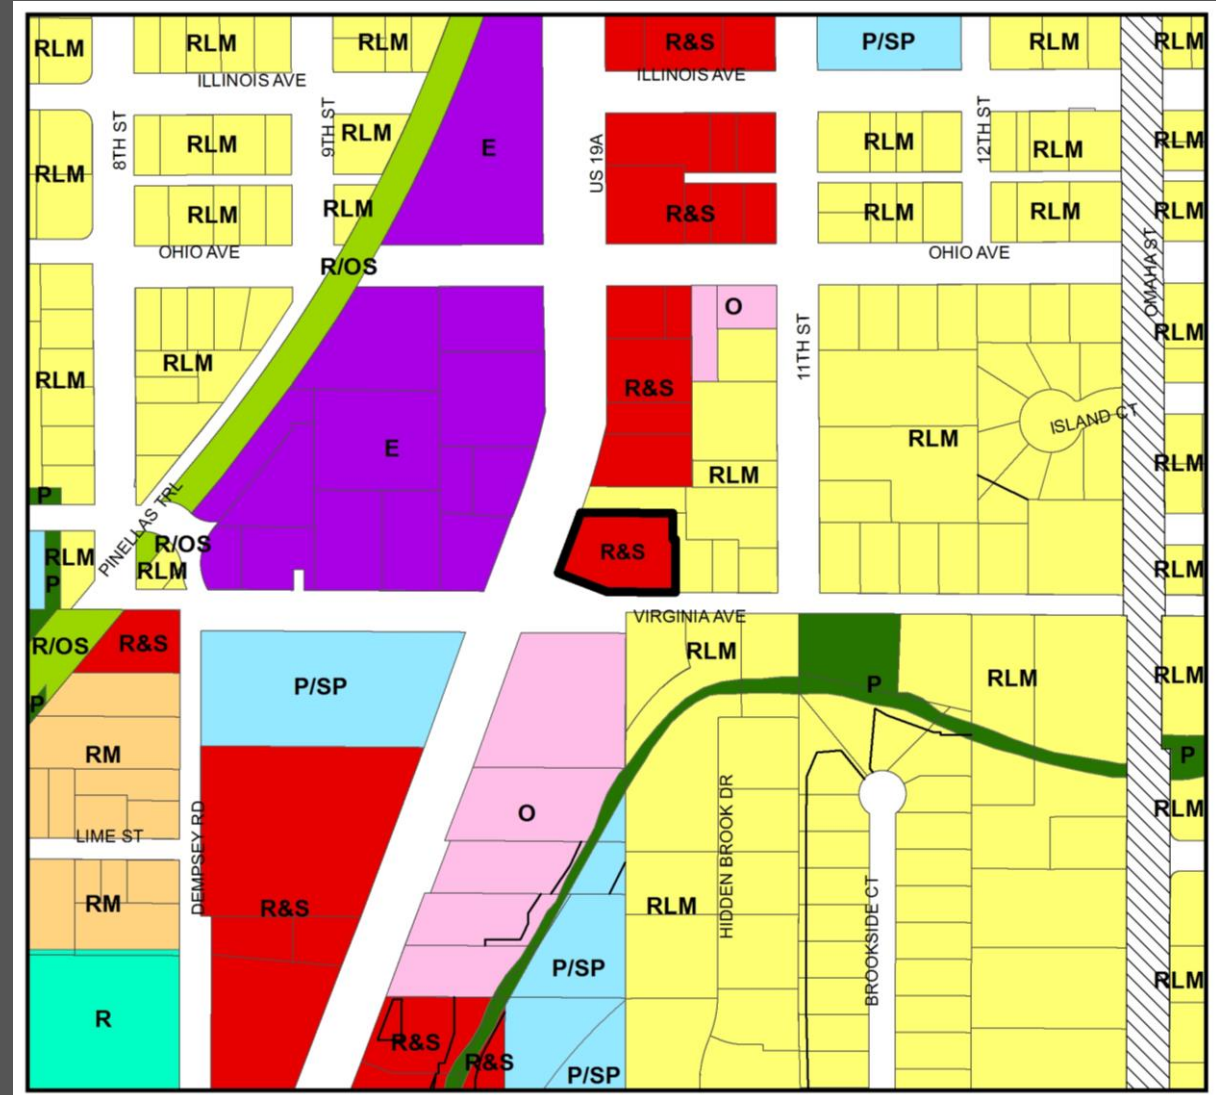 RLM
RLM
RLM
R&S
P/SP
RLM
RLM
ILLINOIS AVE
ILLINOIS AVE
8TH ST
9TH ST
US 19A
12TH ST
RLM
RLM
E
RLM
RLM
RLM
RLM
RLM
RLM
RLM
R&S
RLM
RLM
RLM
OHIO AVE
OHIO AVE
R/OS
OMAHA ST
O
RLM
11TH ST
RLM
RLM
R&S
ISLAND CT
E
RLM
RLM
RLM
P
PINELLAS TRL
R/OS
R&S
RLM
RLM
RLM
P
VIRGINIA AVE
R/OS
R&S
RLM
RLM
RLM
P/SP
P
P
RM
P
O
RLM
LIME ST
DEMPSEY RD
HIDDEN BROOK DR
RM
R&S
RLM
BROOKSIDE CT
P/SP
RLM
R
R&S
R&S
P/SP